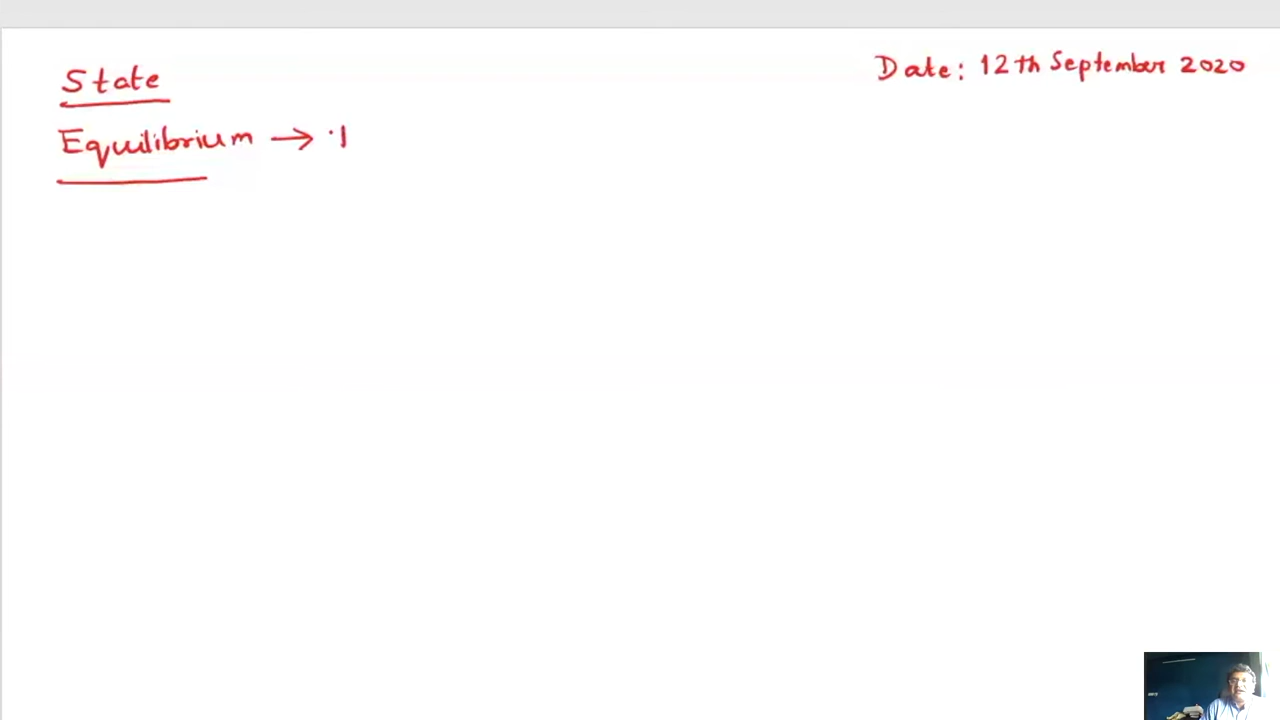 State
Date: 12th September 2020
Equilibrium →